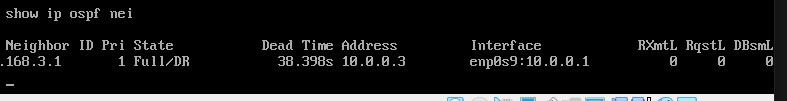 show ip ospf nei
Neighbor ID Pri State Dead Time Address Interface RXmtL RqstL DBsmL
.168.3.1 1 Full/DR 38.398s 10.0.0.3 enp0s9:10.0.0.1 0 0 0